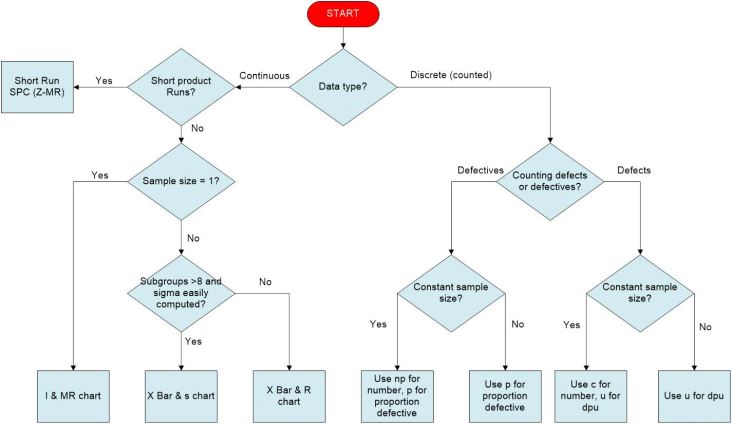 START
Short Run
SPC (Z-MR)
Yes
Short product
Runs?
Continuous
Data type?
Discrete (counted)
No
Yes
Sample size = 1?
Defectives
Counting defects
or defectives?
Defects
No
Subgroups >8 and
sigma easily
computed?
No
Constant sample
size?
Constant sample
size?
Yes
Yes
No
Yes
No
I & MR chart
X Bar & s chart
X Bar & R
chart
Use np for
number, p for
proportion
defective
Use p for
proportion
defective
Use c for
number, u for
dpu
Use u for dpu